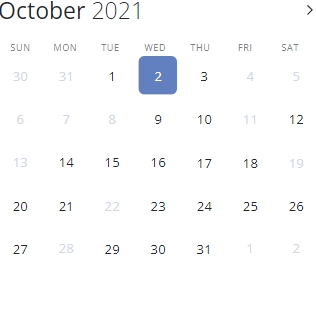 October 2021
SUN MON TUE WED THU FRI SAT
30 31 1 2 3 4 5
6 7 8 9 10 11 12
13 14 15 16 17 18 19
20 21 22 23 24 25 26
27 28 29 30 31 1 2